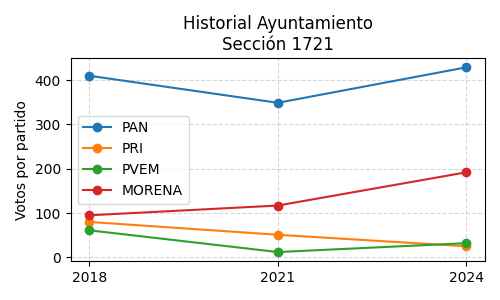 Historial Ayuntamiento
Sección 1721
Votos por partido
400
300
200
100
0
PAN
PRI
PVEM
MORENA
2018
2021
2024